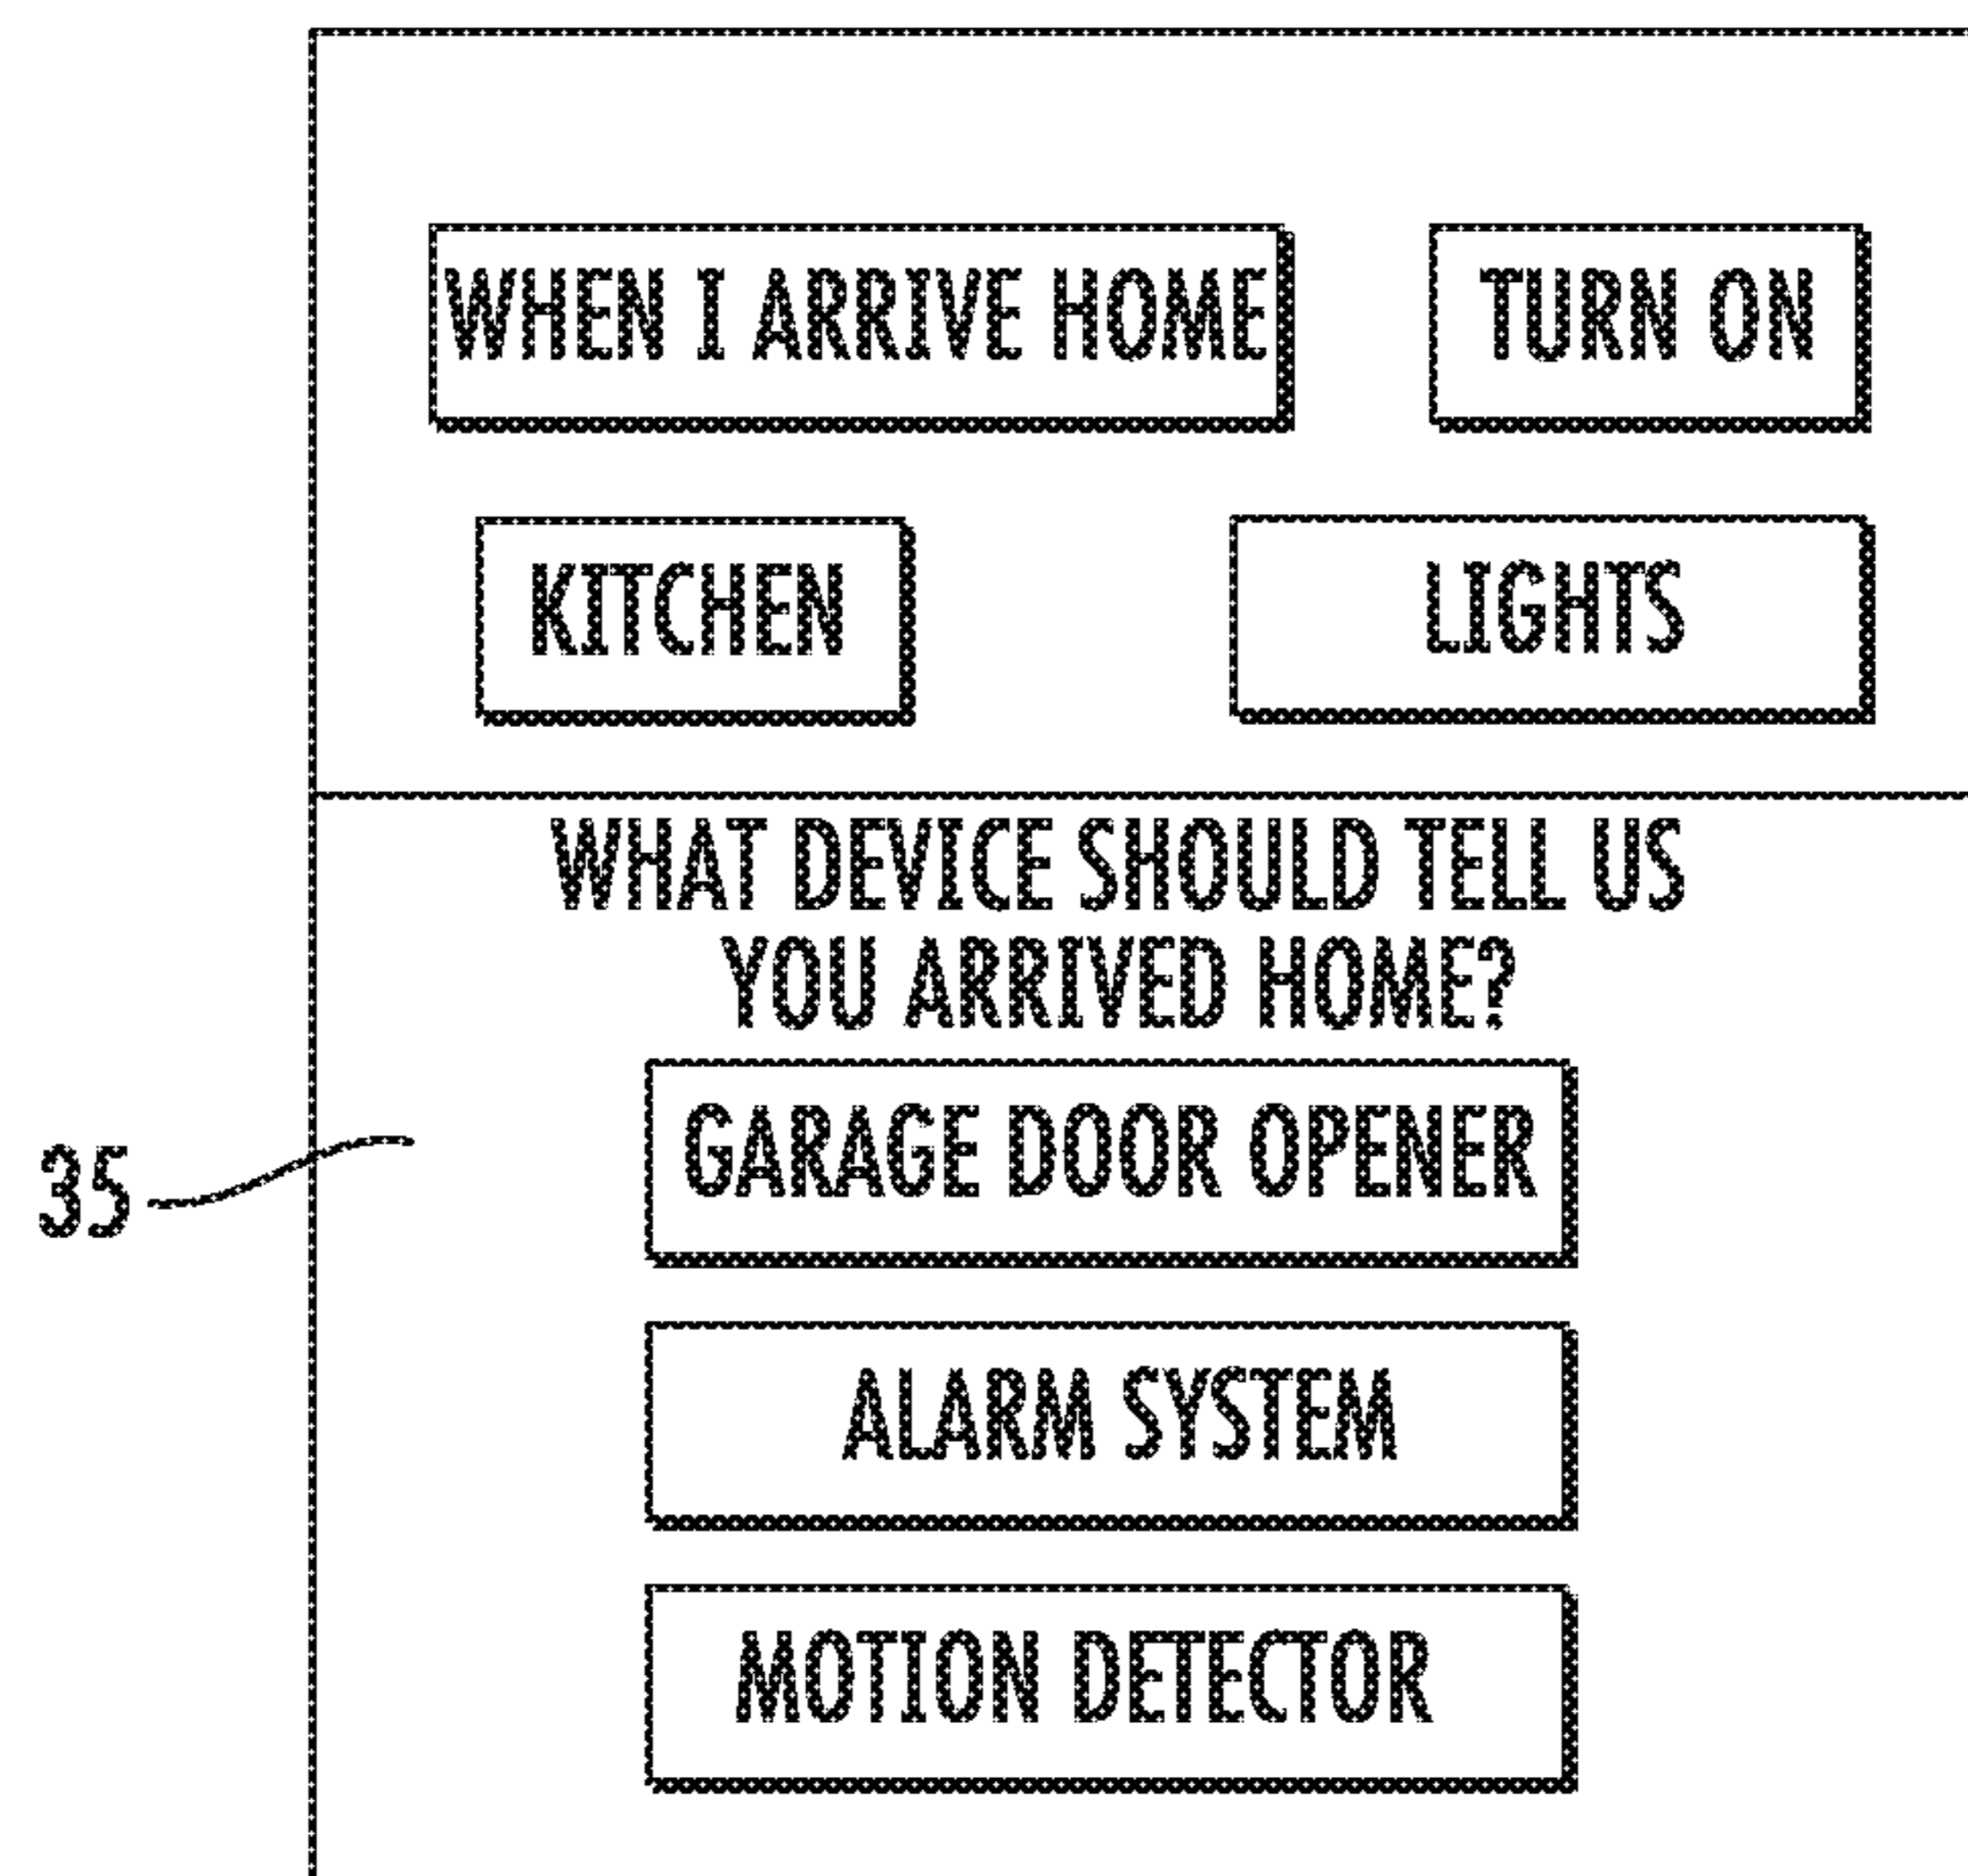 WHEN I ARRIVE HOME TURN ON
KITCHEN LIGHTS
WHAT DEVICE SHOULD TELL US
YOU ARRIVED HOME?
GARAGE DOOR OPENER
35
ALARM SYSTEM
MOTION DETECTOR